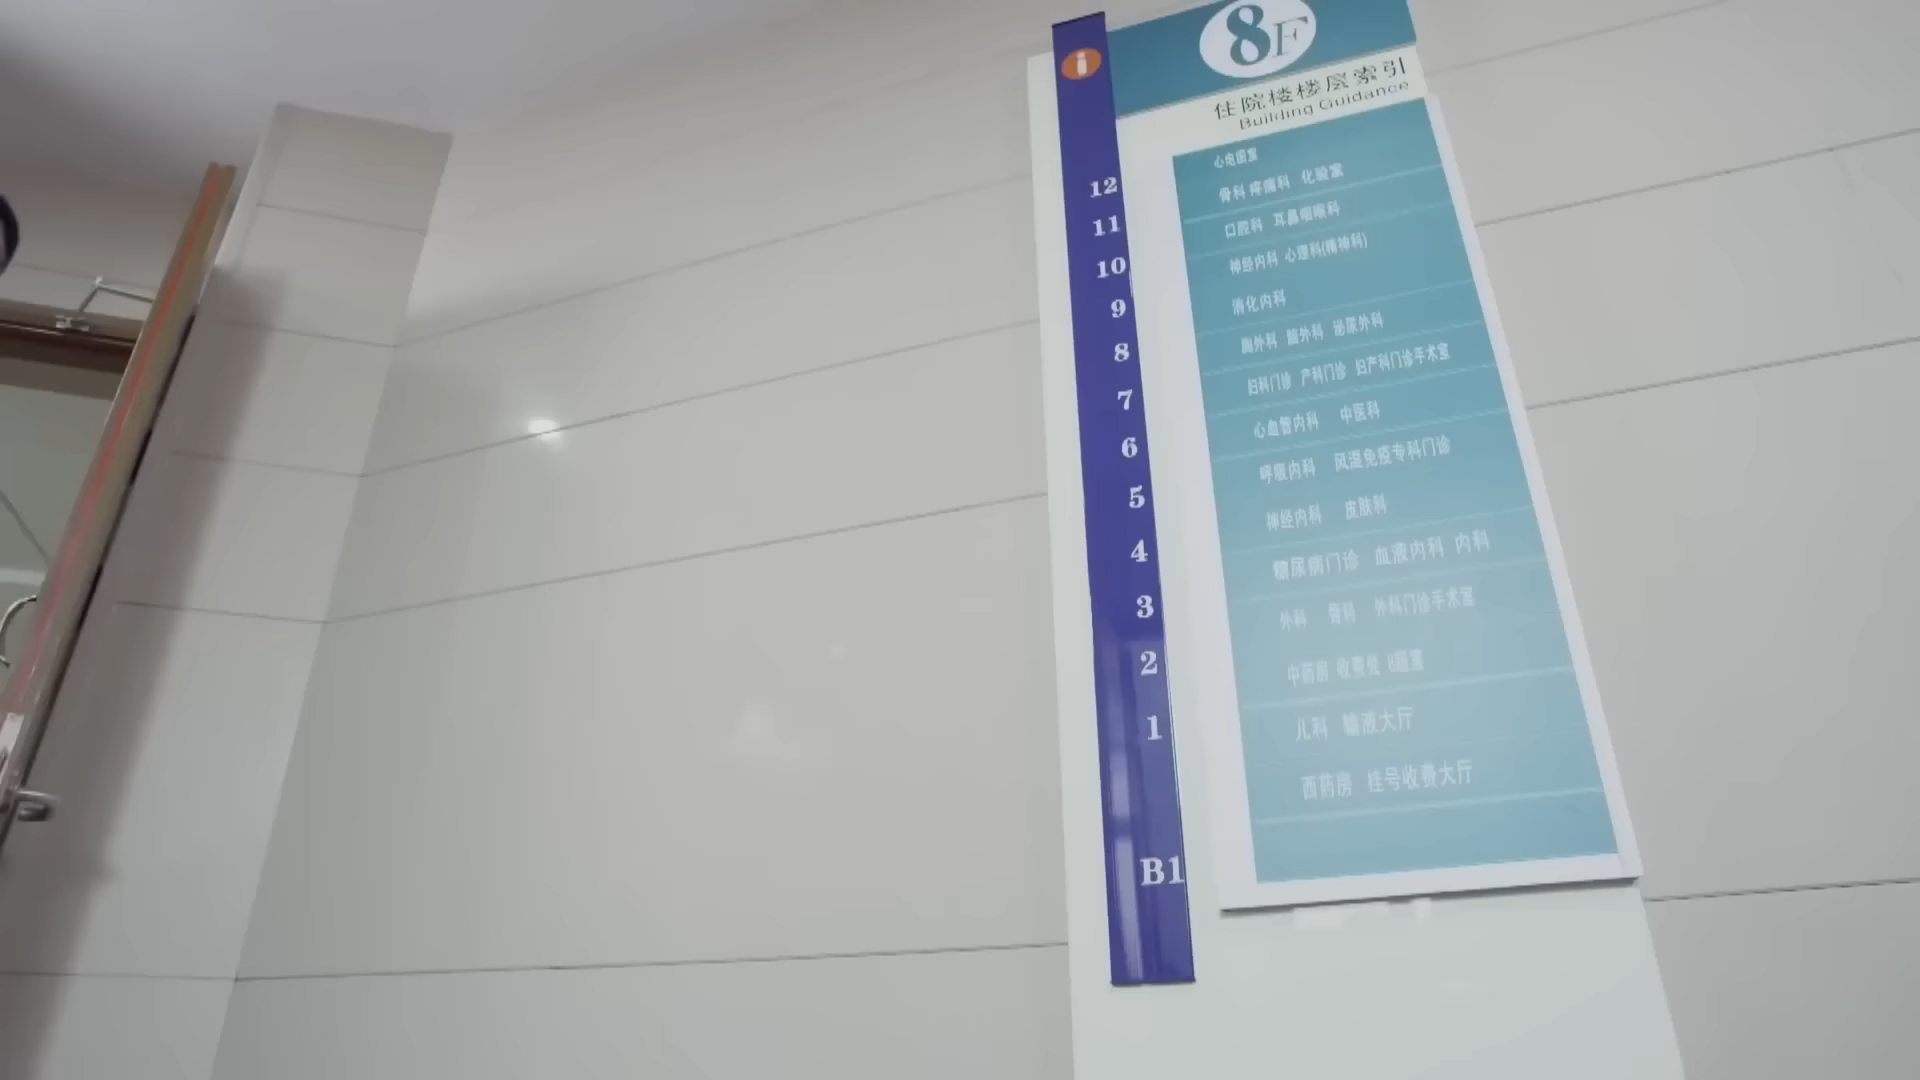 8F
住院楼楼层索引
Building Guidance
心电图室
12 骨科 疼痛科 化验室
11 口腔科 耳鼻咽喉科
10 神经内科 心理科(精神科)
9 消化内科
8 胸外科 脑外科 泌尿外科
7 妇科门诊 产科门诊 妇产科门诊手术室
6 心血管内科 中医科
5 呼吸内科 风湿免疫专科门诊
4 神经内科 皮肤科
3 糖尿病门诊 血液内科 内科
外科 骨科 外科门诊手术室
2 中药房 收费处 B超室
1 儿科 输液大厅
西药房 挂号收费大厅
B1